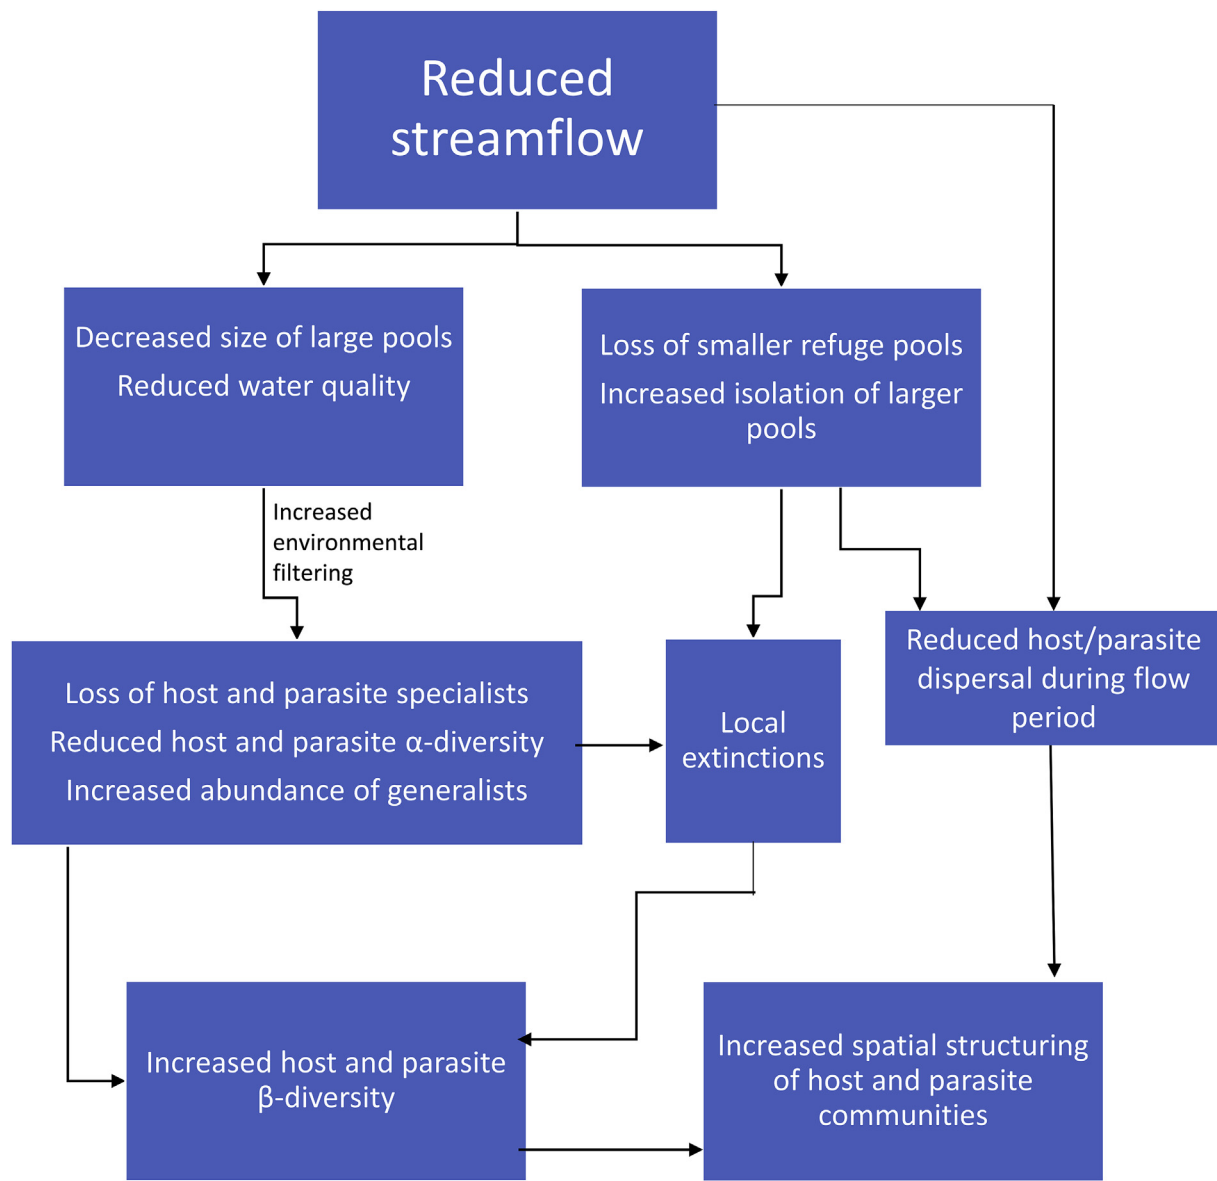 Reduced
streamflow
Decreased size of large pools
Reduced water quality
Loss of smaller refuge pools
Increased isolation of larger
pools
Increased
environmental
filtering
Loss of host and parasite specialists
Reduced host and parasite α-diversity
Increased abundance of generalists
Local
extinctions
Reduced host/parasite
dispersal during flow
period
Increased host and parasite
β-diversity
Increased spatial structuring
of host and parasite
communities